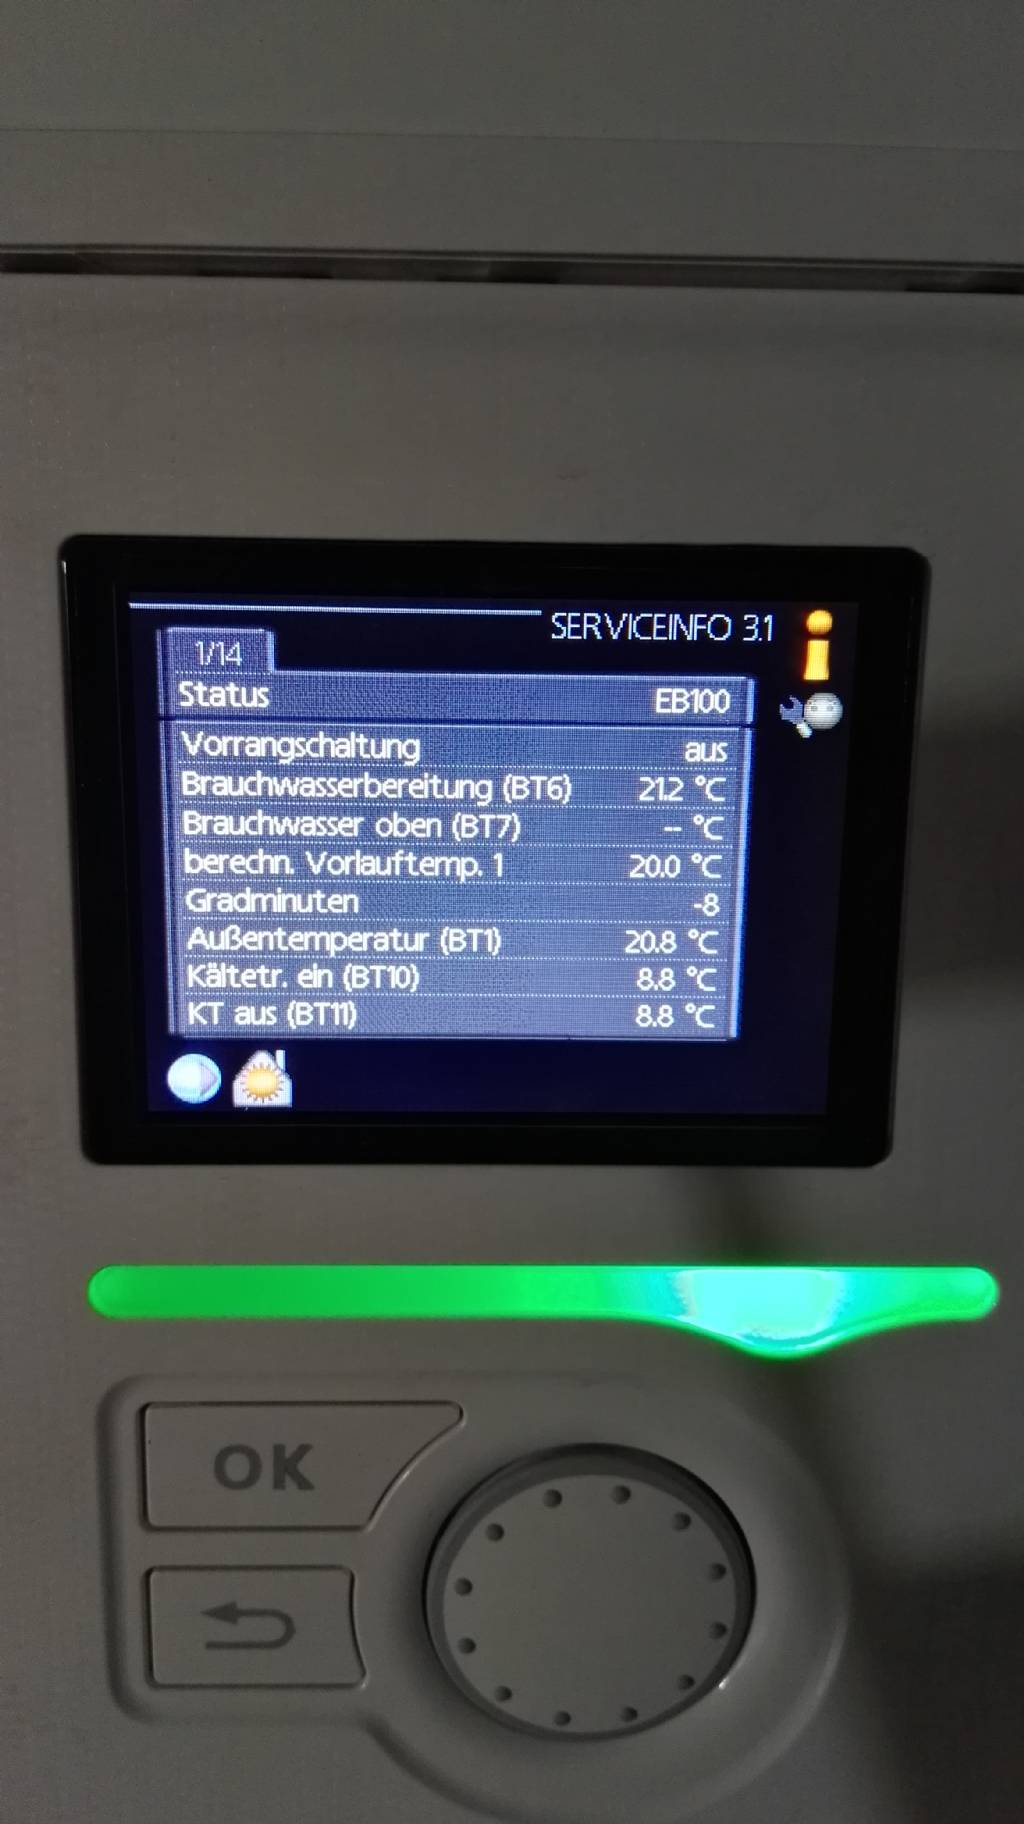 SERVICEINFO 3.1
1/14
Status EB100
Vorrangschaltung aus
Brauchwasserbereitung (BT6) 21.2 °C
Brauchwasser oben (BT7) -- °C
berechn. Vorlauftemp. 1 20.0 °C
Gradminuten -8
Außentemperatur (BT1) 20.8 °C
Kältetr. ein (BT10) 8.8 °C
KT aus (BT11) 8.8 °C
OK